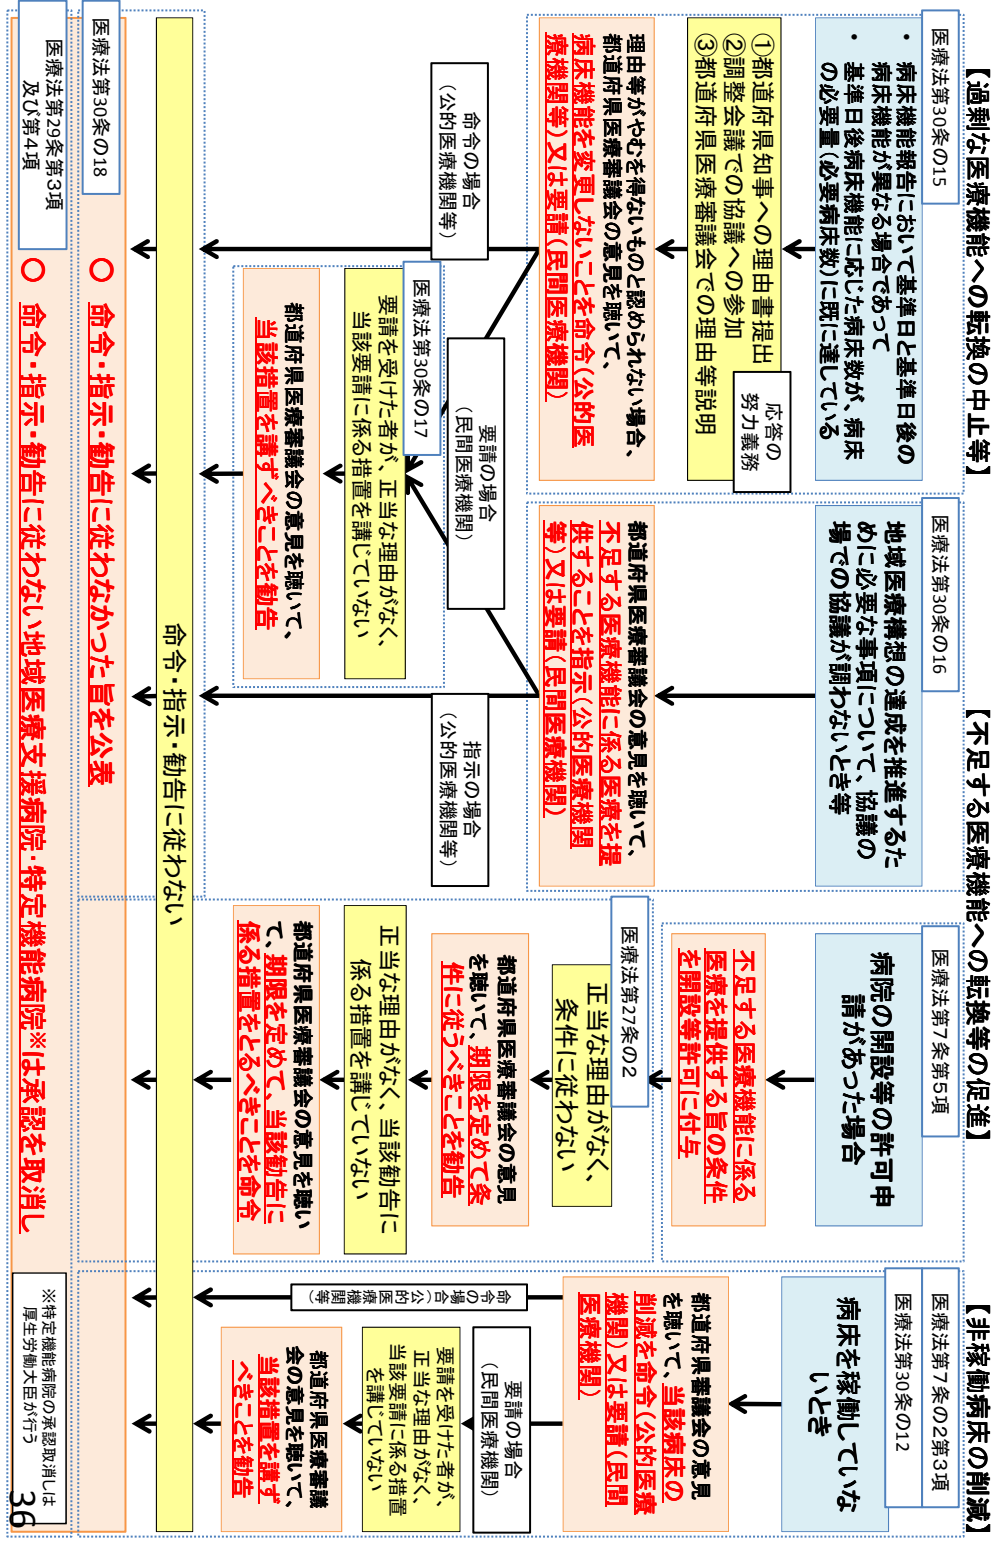 【過剰な医療機能への転換の中止等】
医療法第30条の15
・ 病床機能報告において基準日と基準日後の
病床機能が異なる場合であって
・ 基準日後病床機能に応じた病床数が、病床
の必要量(必要病床数)に既に達している
①都道府県知事への理由書提出
②調整会議での協議への参加
③都道府県医療審議会での理由等説明
応答の
努力義務
理由等がやむを得ないものと認められない場合、
都道府県医療審議会の意見を聴いて、
病床機能を変更しないことを命令(公的医
療機関等)又は要請(民間医療機関)
命令の場合
(公的医療機関等)
要請の場合
(民間医療機関)
医療法第30条の17
要請を受けた者が、正当な理由がなく、
当該要請に係る措置を講じていない
都道府県医療審議会の意見を聴いて、
当該措置を講ずべきことを勧告
【不足する医療機能への転換等の促進】
医療法第30条の16
地域医療構想の達成を推進するた
めに必要な事項について、協議の
場での協議が調わないとき等
都道府県医療審議会の意見を聴いて、
不足する医療機能に係る医療を提
供することを指示(公的医療機関
等)又は要請(民間医療機関)
指示の場合
(公的医療機関等)
医療法第7条第5項
病院の開設等の許可申
請があった場合
不足する医療機能に係る
医療を提供する旨の条件
を開設等許可に付与
医療法第27条の2
正当な理由がなく、
条件に従わない
都道府県医療審議会の意見
を聴いて、期限を定めて条
件に従うべきことを勧告
正当な理由がなく、当該勧告に
係る措置を講じていない
都道府県医療審議会の意見を聴い
て、期限を定めて、当該勧告に
係る措置をとるべきことを命令
【非稼働病床の削減】
医療法第7条の2第3項
医療法第30条の12
病床を稼働していな
いとき
都道府県審議会の意見
を聴いて、当該病床の
削減を命令(公的医療
機関)又は要請(民間
医療機関)
命令の場合(公的医療機関等)
要請の場合
(民間医療機関)
要請を受けた者が、
正当な理由がなく、
当該要請に係る措置
を講じていない
都道府県医療審議
会の意見を聴いて、
当該措置を講ず
べきことを勧告
命令・指示・勧告に従わない
医療法第30条の18
○ 命令・指示・勧告に従わなかった旨を公表
医療法第29条第3項
及び第4項
○ 命令・指示・勧告に従わない地域医療支援病院・特定機能病院※は承認を取消し
※特定機能病院の承認取消しは
厚生労働大臣が行う
36